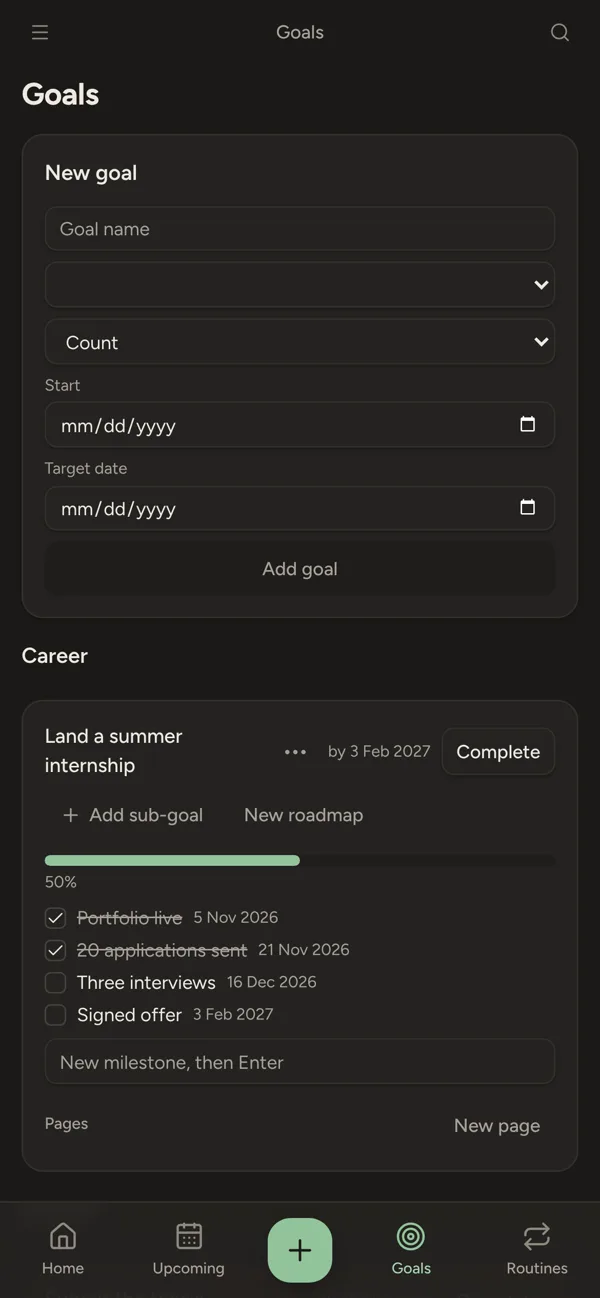 Goals
Goals
New goal
Goal name
Count
Start
mm/dd/yyyy
Target date
mm/dd/yyyy
Add goal
Career
Land a summer
internship
••• by 3 Feb 2027 Complete
+ Add sub-goal New roadmap
50%
Portfolio live 5 Nov 2026
20 applications sent 21 Nov 2026
Three interviews 16 Dec 2026
Signed offer 3 Feb 2027
New milestone, then Enter
Pages New page
Home Upcoming Goals Routines